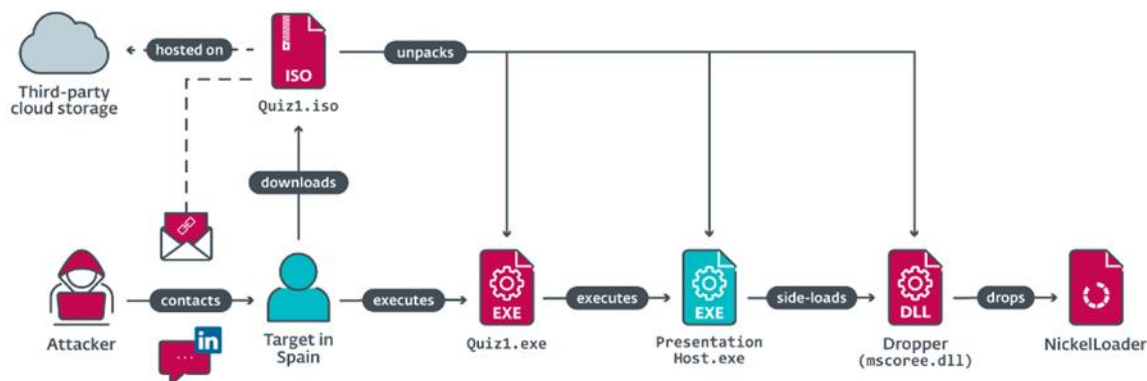 hosted on
ISO
unpacks
Third-party
cloud storage
Quiz1.iso
downloads
contacts
executes
EXE
executes
EXE
side-loads
DLL
drops
in
Attacker
Target in
Spain
Quiz1.exe
Presentation
Host.exe
Dropper
(mscoree.dll)
NickelLoader